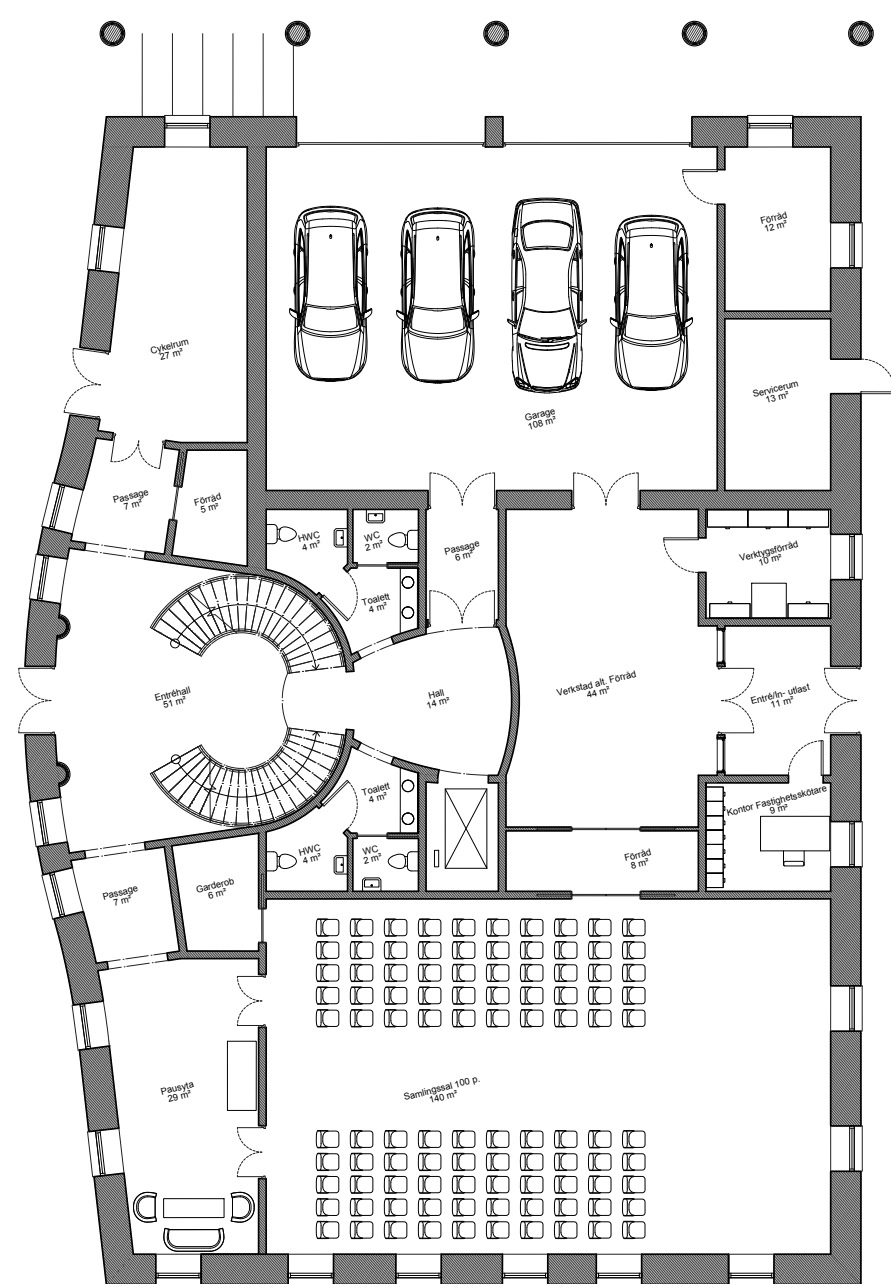 Förråd
12 m²
Cykelrum
27 m²
Servicerum
13 m²
Garage
108 m²
Passage
7 m²
Förråd
5 m²
HWC
4 m²
WC
2 m²
Passage
6 m²
Verktygsförråd
10 m²
Toalett
4 m²
Entréhall
51 m²
Hall
14 m²
Verkstad alt. Förråd
44 m²
Entré/In- utlast
11 m²
Toalett
4 m²
Kontor Fastighetsskötare
9 m²
HWC
4 m²
WC
2 m²
Förråd
8 m²
Passage
7 m²
Garderob
6 m²
Pausyta
29 m²
Samlingssal 100 p.
140 m²